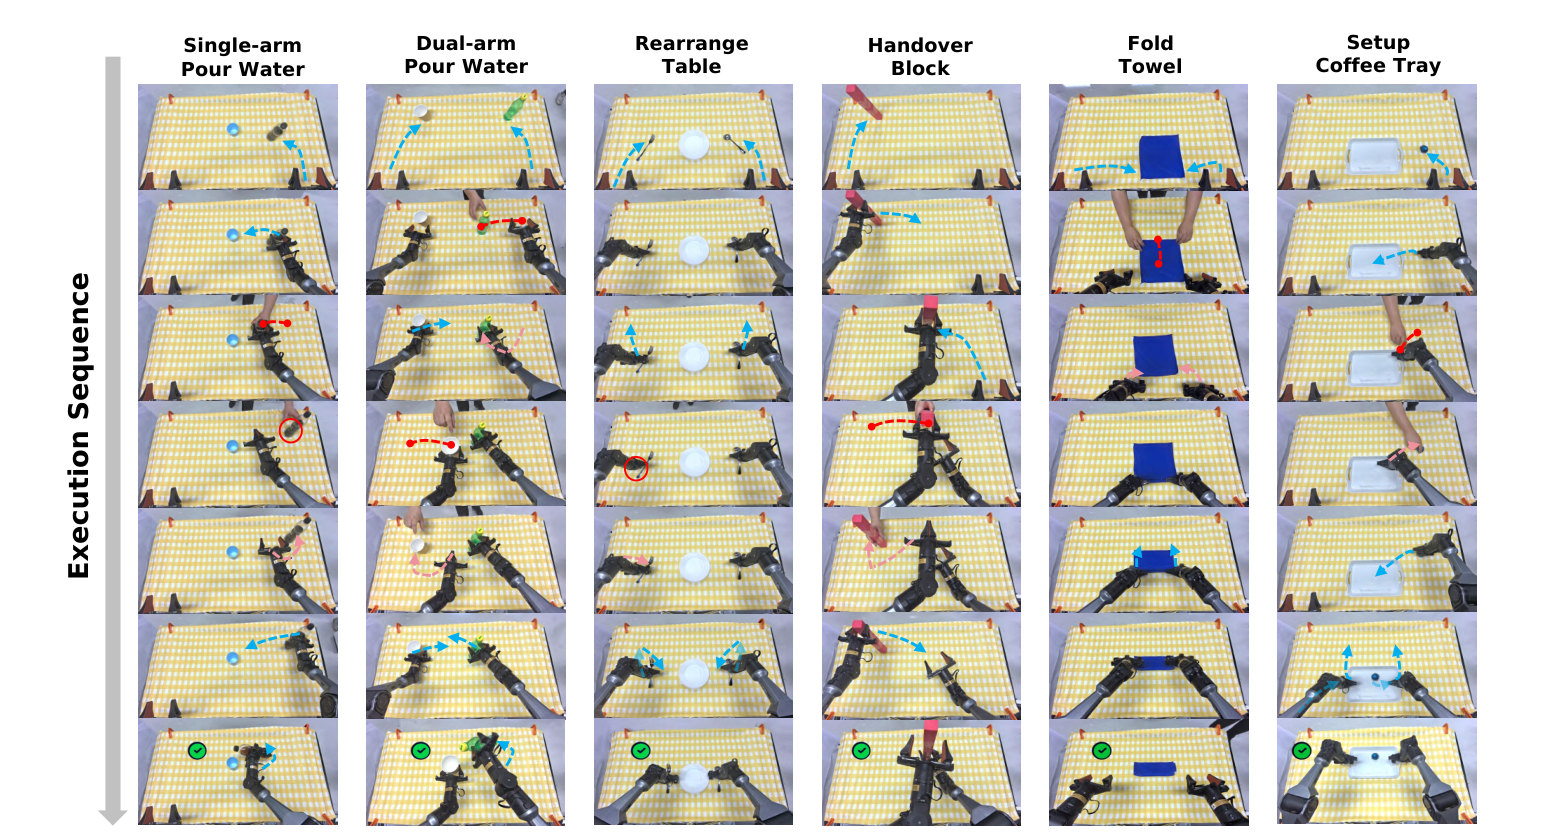 Single-arm
Pour Water
Dual-arm
Pour Water
Rearrange
Table
Handover
Block
Fold
Towel
Setup
Coffee Tray
Execution Sequence